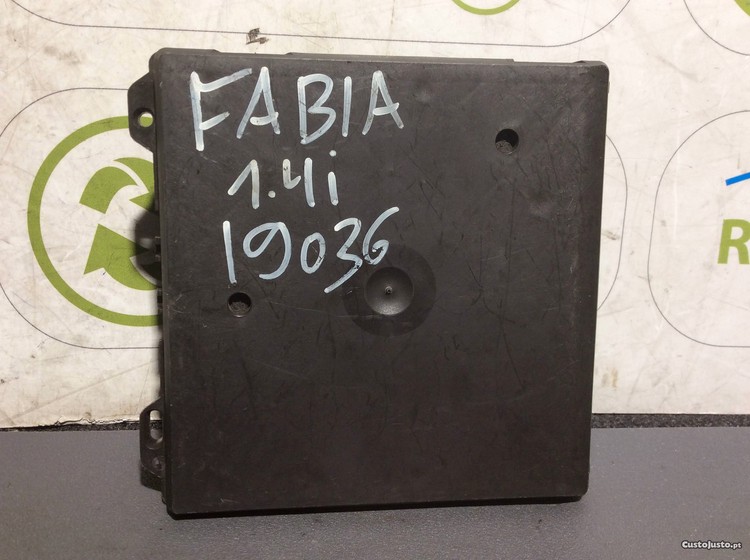 FABIA
1.4i
19036
R
CustoJusto.pt